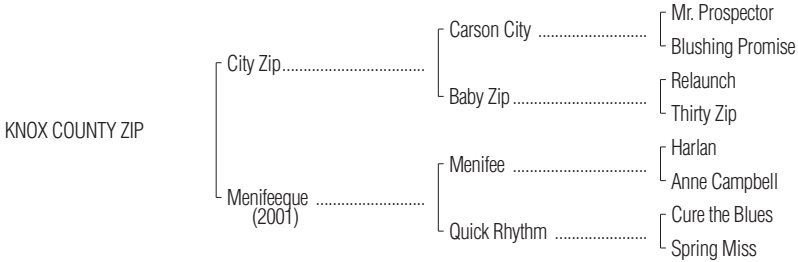 Mr. Prospector
Carson City ........................
Blushing Promise
City Zip................................
Relaunch
Baby Zip..............................
Thirty Zip
KNOX COUNTY ZIP
Harlan
Menifee ..............................
Anne Campbell
Menifeeque ........................
(2001)
Cure the Blues
Quick Rhythm .....................
Spring Miss